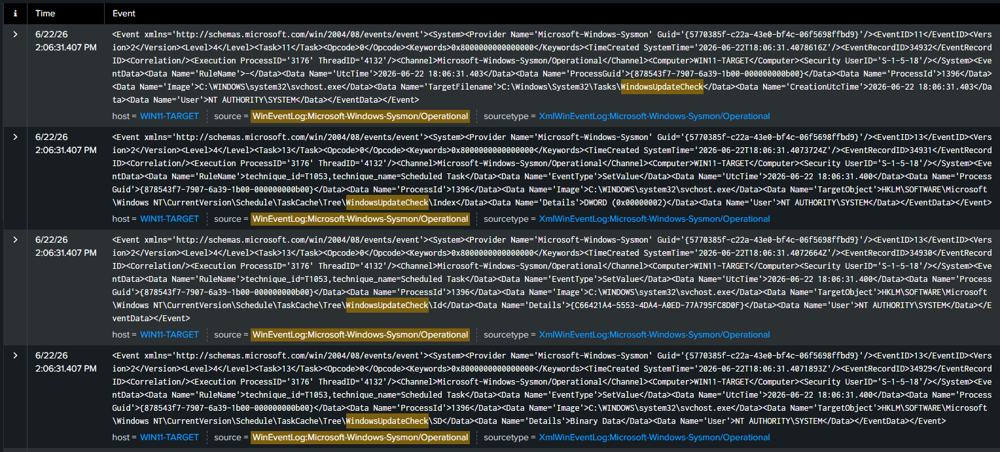 i Time Event
6/22/26 <Event xmlns='http://schemas.microsoft.com/win/2004/08/events/event'><System><Provider Name='Microsoft-Windows-Sysmon' Guid='{5770385f-c22a-43e0-bf4c-06f5698ffbd9}'/><EventID>11</EventID><Vers
2:06:31.407 PM ion>2</Version><Level>4</Level><Task>11</Task><Opcode>0</Opcode><Keywords>0x8000000000000000</Keywords><TimeCreated SystemTime='2026-06-22T18:06:31.4078616Z'/><EventRecordID>34932</EventRecord
ID><Correlation/><Execution ProcessID='3176' ThreadID='4132'/><Channel>Microsoft-Windows-Sysmon/Operational</Channel><Computer>WIN11-TARGET</Computer><Security UserID='S-1-5-18'/></System><Eve
ntData><Data Name='RuleName'>-</Data><Data Name='UtcTime'>2026-06-22 18:06:31.403</Data><Data Name='ProcessGuid'>{878543f7-7907-6a39-1b00-000000000b00}</Data><Data Name='ProcessId'>1396</Data>
<Data Name='Image'>C:\WINDOWS\system32\svchost.exe</Data><Data Name='TargetFilename'>C:\Windows\System32\Tasks\WindowsUpdateCheck</Data><Data Name='CreationUtcTime'>2026-06-22 18:06:31.403</Da
ta><Data Name='User'>NT AUTHORITY\SYSTEM</Data></EventData></Event>
host = WIN11-TARGET source = WinEventLog:Microsoft-Windows-Sysmon/Operational sourcetype = XmlWinEventLog:Microsoft-Windows-Sysmon/Operational
6/22/26 <Event xmlns='http://schemas.microsoft.com/win/2004/08/events/event'><System><Provider Name='Microsoft-Windows-Sysmon' Guid='{5770385f-c22a-43e0-bf4c-06f5698ffbd9}'/><EventID>13</EventID><Vers
2:06:31.407 PM ion>2</Version><Level>4</Level><Task>13</Task><Opcode>0</Opcode><Keywords>0x8000000000000000</Keywords><TimeCreated SystemTime='2026-06-22T18:06:31.4073724Z'/><EventRecordID>34931</EventRecord
ID><Correlation/><Execution ProcessID='3176' ThreadID='4132'/><Channel>Microsoft-Windows-Sysmon/Operational</Channel><Computer>WIN11-TARGET</Computer><Security UserID='S-1-5-18'/></System><Eve
ntData><Data Name='RuleName'>technique_id=T1053,technique_name=Scheduled Task</Data><Data Name='EventType'>SetValue</Data><Data Name='UtcTime'>2026-06-22 18:06:31.400</Data><Data Name='Process
Guid'>{878543f7-7907-6a39-1b00-000000000b00}</Data><Data Name='ProcessId'>1396</Data><Data Name='Image'>C:\WINDOWS\system32\svchost.exe</Data><Data Name='TargetObject'>HKLM\SOFTWARE\Microsoft
\Windows NT\CurrentVersion\Schedule\TaskCache\Tree\WindowsUpdateCheck\Index</Data><Data Name='Details'>DWORD (0x00000002)</Data><Data Name='User'>NT AUTHORITY\SYSTEM</Data></EventData></Event>
host = WIN11-TARGET source = WinEventLog:Microsoft-Windows-Sysmon/Operational sourcetype = XmlWinEventLog:Microsoft-Windows-Sysmon/Operational
6/22/26 <Event xmlns='http://schemas.microsoft.com/win/2004/08/events/event'><System><Provider Name='Microsoft-Windows-Sysmon' Guid='{5770385f-c22a-43e0-bf4c-06f5698ffbd9}'/><EventID>13</EventID><Vers
2:06:31.407 PM ion>2</Version><Level>4</Level><Task>13</Task><Opcode>0</Opcode><Keywords>0x8000000000000000</Keywords><TimeCreated SystemTime='2026-06-22T18:06:31.4072664Z'/><EventRecordID>34930</EventRecord
ID><Correlation/><Execution ProcessID='3176' ThreadID='4132'/><Channel>Microsoft-Windows-Sysmon/Operational</Channel><Computer>WIN11-TARGET</Computer><Security UserID='S-1-5-18'/></System><Eve
ntData><Data Name='RuleName'>technique_id=T1053,technique_name=Scheduled Task</Data><Data Name='EventType'>SetValue</Data><Data Name='UtcTime'>2026-06-22 18:06:31.400</Data><Data Name='Process
Guid'>{878543f7-7907-6a39-1b00-000000000b00}</Data><Data Name='ProcessId'>1396</Data><Data Name='Image'>C:\WINDOWS\system32\svchost.exe</Data><Data Name='TargetObject'>HKLM\SOFTWARE\Microsoft
\Windows NT\CurrentVersion\Schedule\TaskCache\Tree\WindowsUpdateCheck\Id</Data><Data Name='Details'>{C66421A4-5553-4DA4-A0ED-77A795FC8D0F}</Data><Data Name='User'>NT AUTHORITY\SYSTEM</Data></E
ventData></Event>
host = WIN11-TARGET source = WinEventLog:Microsoft-Windows-Sysmon/Operational sourcetype = XmlWinEventLog:Microsoft-Windows-Sysmon/Operational
6/22/26 <Event xmlns='http://schemas.microsoft.com/win/2004/08/events/event'><System><Provider Name='Microsoft-Windows-Sysmon' Guid='{5770385f-c22a-43e0-bf4c-06f5698ffbd9}'/><EventID>13</EventID><Vers
2:06:31.407 PM ion>2</Version><Level>4</Level><Task>13</Task><Opcode>0</Opcode><Keywords>0x8000000000000000</Keywords><TimeCreated SystemTime='2026-06-22T18:06:31.4071893Z'/><EventRecordID>34929</EventRecord
ID><Correlation/><Execution ProcessID='3176' ThreadID='4132'/><Channel>Microsoft-Windows-Sysmon/Operational</Channel><Computer>WIN11-TARGET</Computer><Security UserID='S-1-5-18'/></System><Eve
ntData><Data Name='RuleName'>technique_id=T1053,technique_name=Scheduled Task</Data><Data Name='EventType'>SetValue</Data><Data Name='UtcTime'>2026-06-22 18:06:31.400</Data><Data Name='Process
Guid'>{878543f7-7907-6a39-1b00-000000000b00}</Data><Data Name='ProcessId'>1396</Data><Data Name='Image'>C:\WINDOWS\system32\svchost.exe</Data><Data Name='TargetObject'>HKLM\SOFTWARE\Microsoft
\Windows NT\CurrentVersion\Schedule\TaskCache\Tree\WindowsUpdateCheck\SD</Data><Data Name='Details'>Binary Data</Data><Data Name='User'>NT AUTHORITY\SYSTEM</Data></EventData></Event>
host = WIN11-TARGET source = WinEventLog:Microsoft-Windows-Sysmon/Operational sourcetype = XmlWinEventLog:Microsoft-Windows-Sysmon/Operational